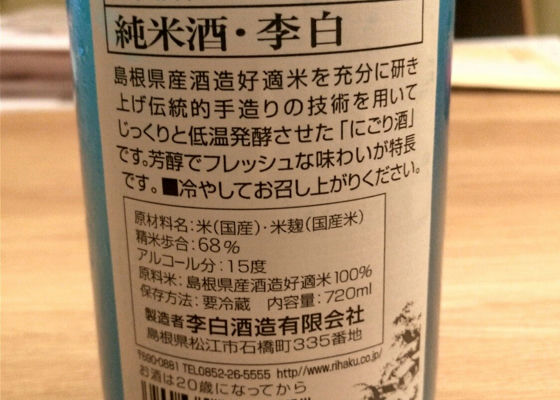 純米酒・李白
島根県産酒造好適米を充分に研き
上げ伝統的手造りの技術を用いて
じっくりと低温発酵させた「にごり酒」
です。芳醇でフレッシュな味わいが特長
です。■冷やしてお召し上がりください。
原材料名：米（国産）・米麹（国産米）
精米歩合：68%
アルコール分：15度
原料米：島根県産酒造好適米100%
保存方法：要冷蔵　内容量：720ml
製造者 李白酒造有限会社
島根県松江市石橋町335番地
〒690-0881 TEL0852-26-5555 http//www.rihaku.co.jp/
お酒は20歳になってから